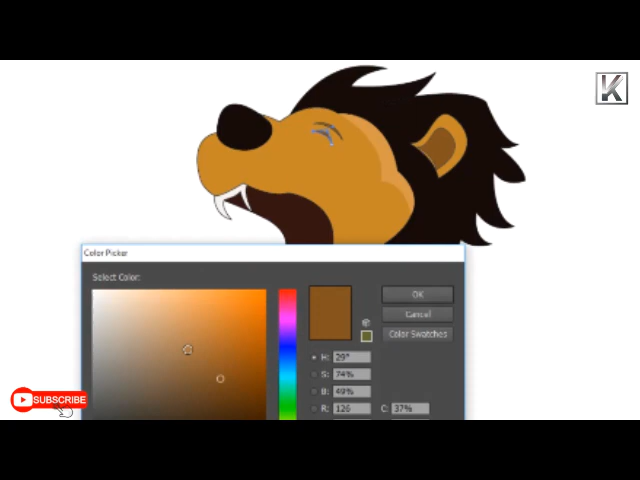 K
Color Picker
Select Color:
OK
Cancel
Color Swatches
H: 29°
S: 74%
B: 49%
R: 126
C: 37%
SUBSCRIBE